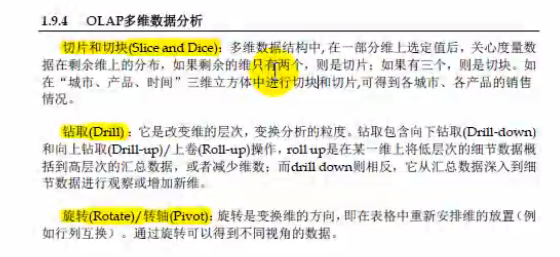 1.9.4 OLAP多维数据分析
切片和切块(Slice and Dice)：多维数据结构中, 在一部分维上选定值后，关心度量数
据在剩余维上的分布，如果剩余的维只有两个，则是切片；如果有三个，则是切块。如
在“城市、产品、时间”三维立方体中进行切块和切片,可得到各城市、各产品的销售
情况。
钻取(Drill)：它是改变维的层次，变换分析的粒度。钻取包含向下钻取(Drill-down)
和向上钻取(Drill-up)/上卷(Roll-up)操作，roll up是在某一维上将低层次的细节数据概
括到高层次的汇总数据，或者减少维数；而drill down则相反，它从汇总数据深入到细
节数据进行观察或增加新维。
旋转(Rotate)/转轴(Pivot)：旋转是变换维的方向，即在表格中重新安排维的放置（例
如行列互换）。通过旋转可以得到不同视角的数据。